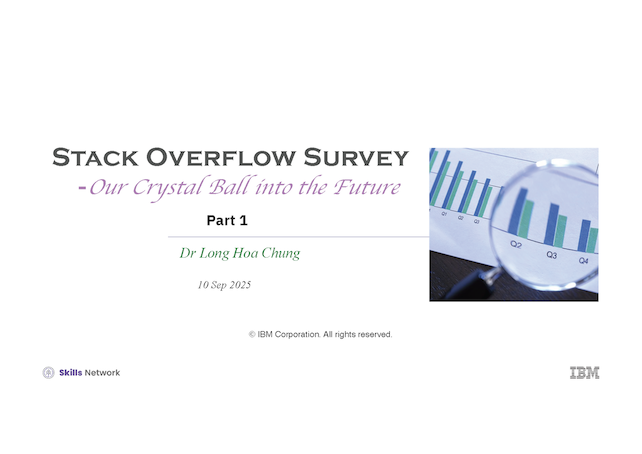 STACK OVERFLOW SURVEY
-Our Crystal Ball into the Future
Part 1
Dr Long Hoa Chung
10 Sep 2025
Q1 Q2 Q3
Q2 Q3 Q4
© IBM Corporation. All rights reserved.
Skills Network
IBM